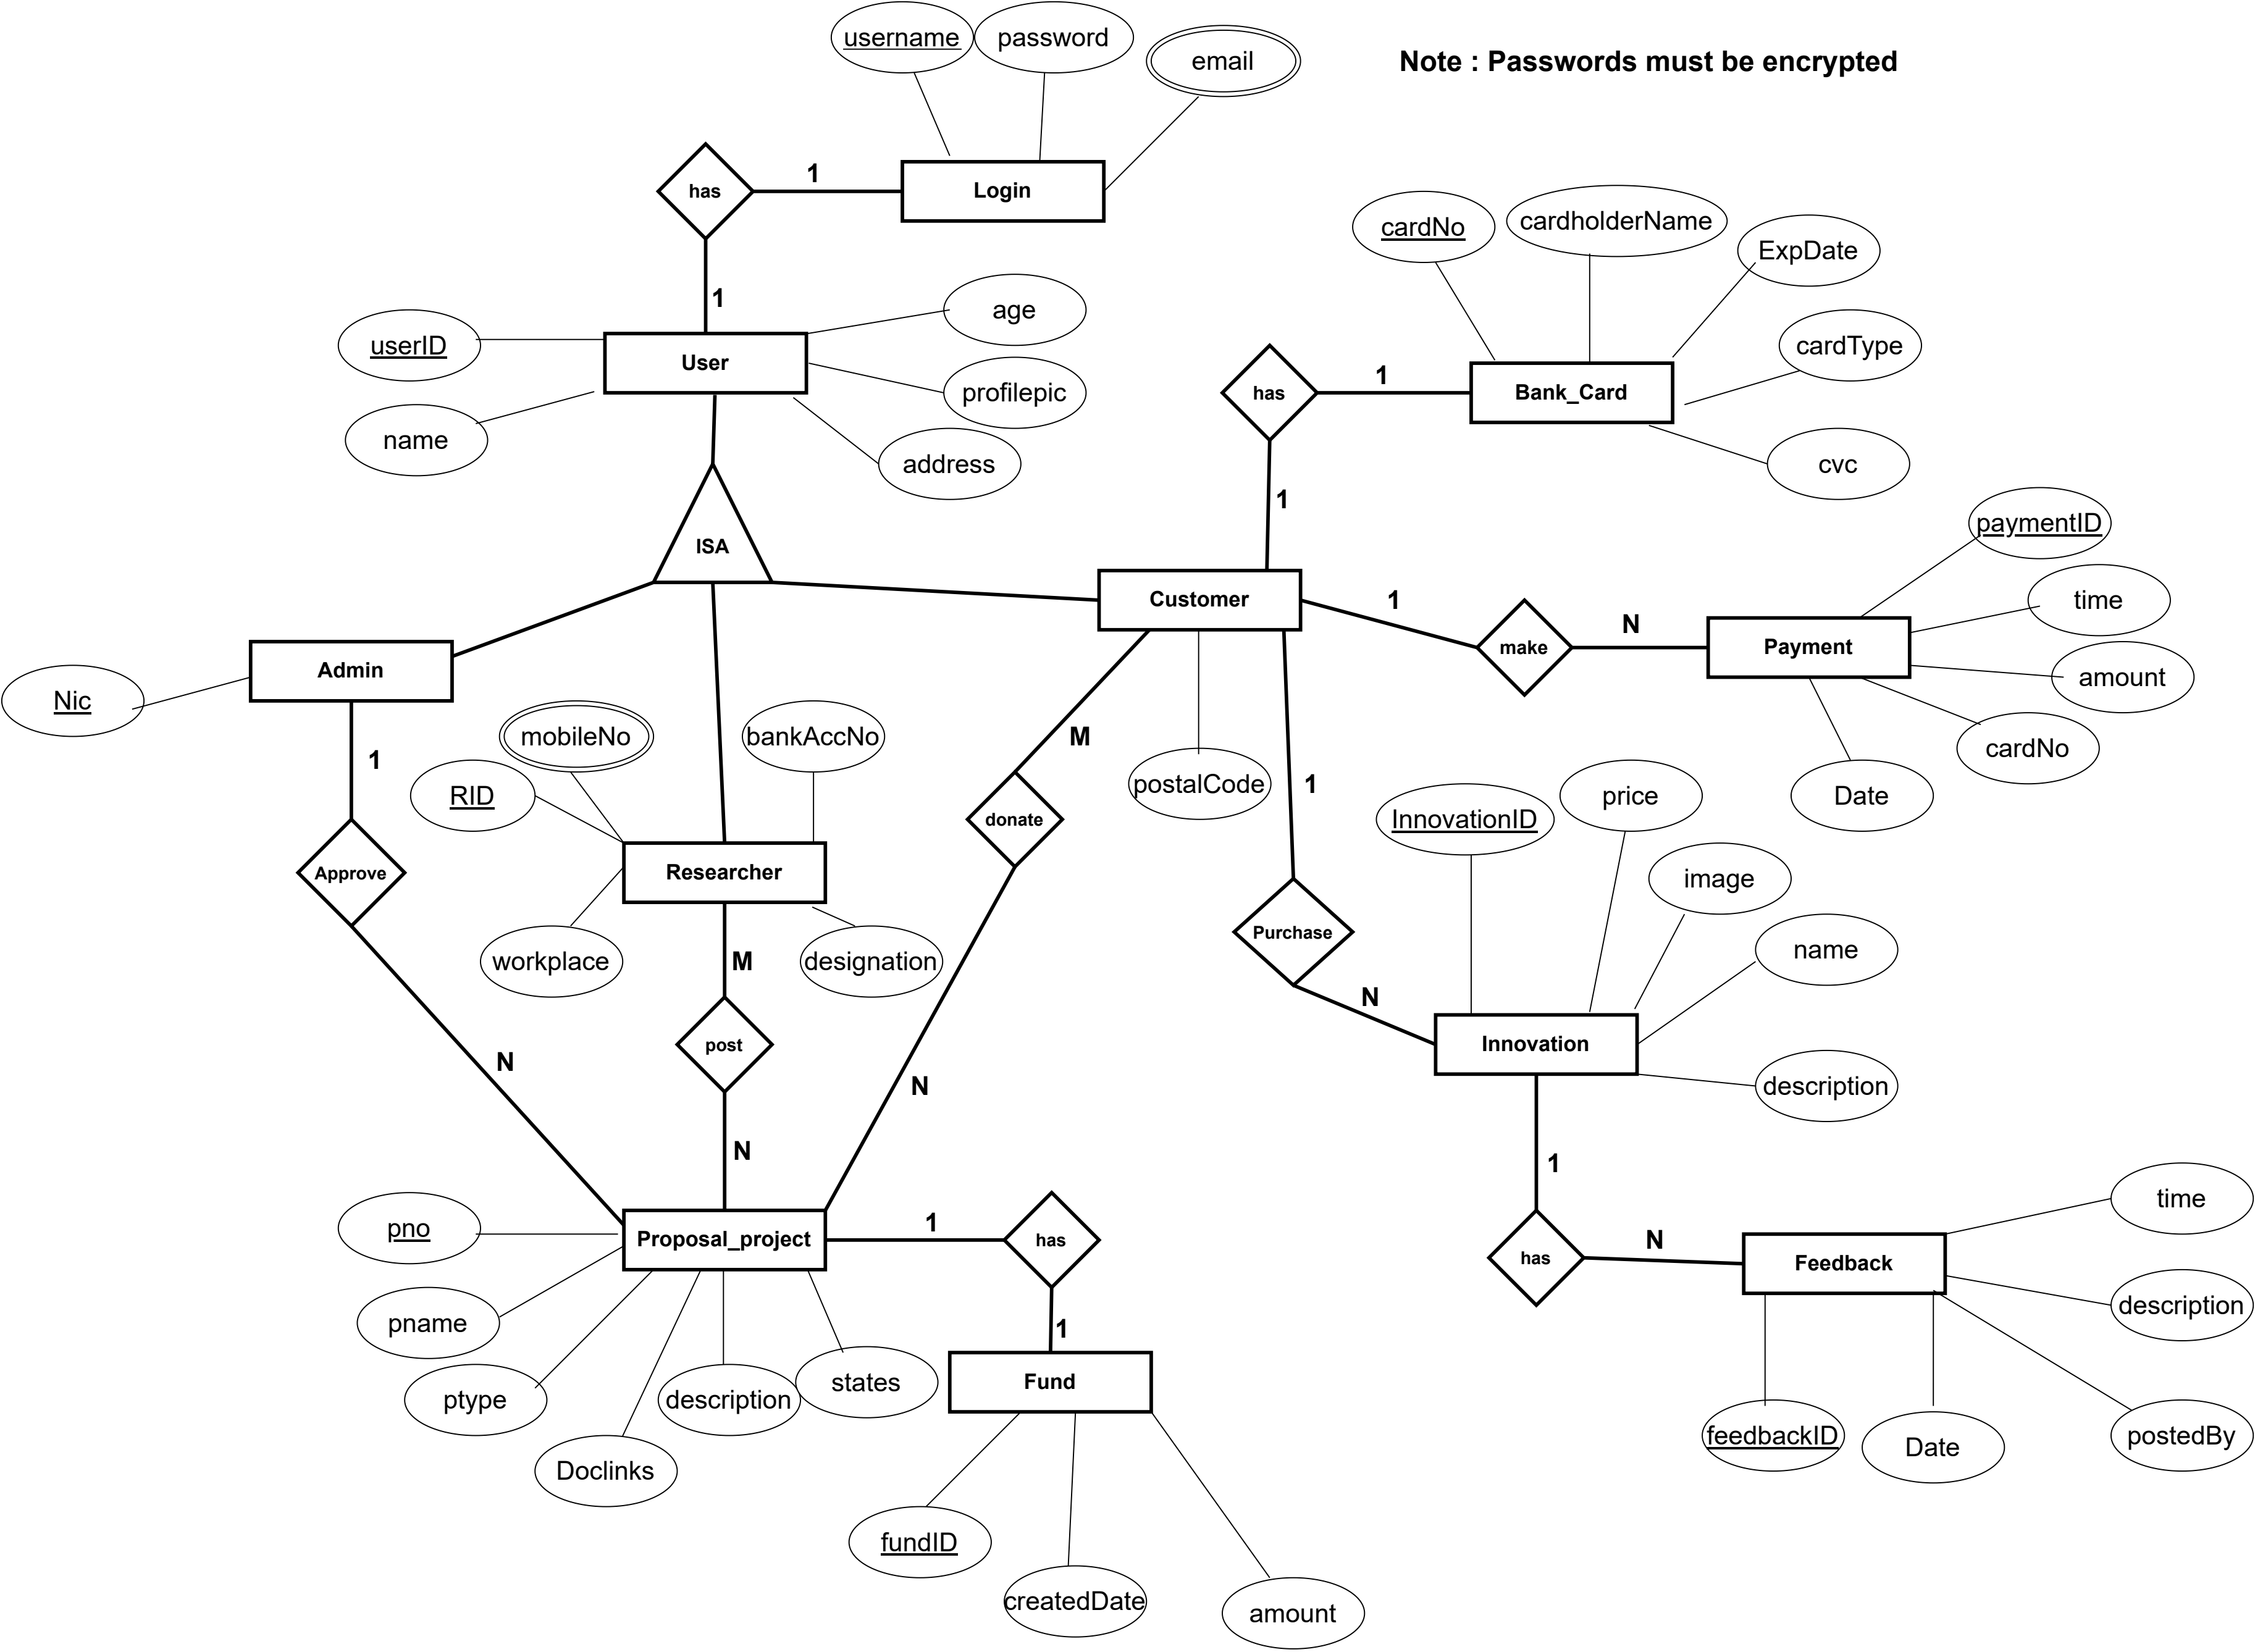 username
password
email
Note : Passwords must be encrypted
has
1
Login
1
cardNo
cardholderName
ExpDate
cardType
cvc
userID
name
User
age
profilepic
address
has
1
Bank_Card
1
ISA
paymentID
time
amount
cardNo
Date
Customer
1
make
N
Payment
Nic
Admin
1
mobileNo
bankAccNo
RID
Researcher
workplace
designation
M
donate
postalCode
1
InnovationID
price
image
name
description
Approve
Purchase
N
Innovation
M
post
N
N
N
1
pno
pname
ptype
Doclinks
description
states
Proposal_project
1
has
1
Fund
fundID
createdDate
amount
has
N
Feedback
time
description
postedBy
Date
feedbackID